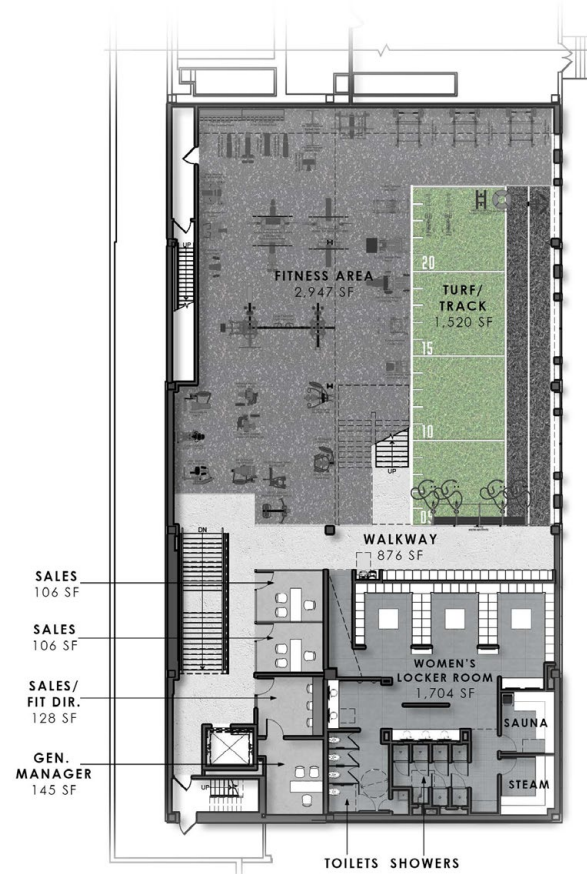 UP
FITNESS AREA
2,947 SF
20
TURF/
TRACK
1,520 SF
15
10
UP
05
DN
WALKWAY
876 SF
SALES
106 SF
SALES
106 SF
WOMEN'S
LOCKER ROOM
1,704 SF
SALES/
FIT DIR.
128 SF
SAUNA
GEN.
MANAGER
145 SF
STEAM
UP
TOILETS SHOWERS